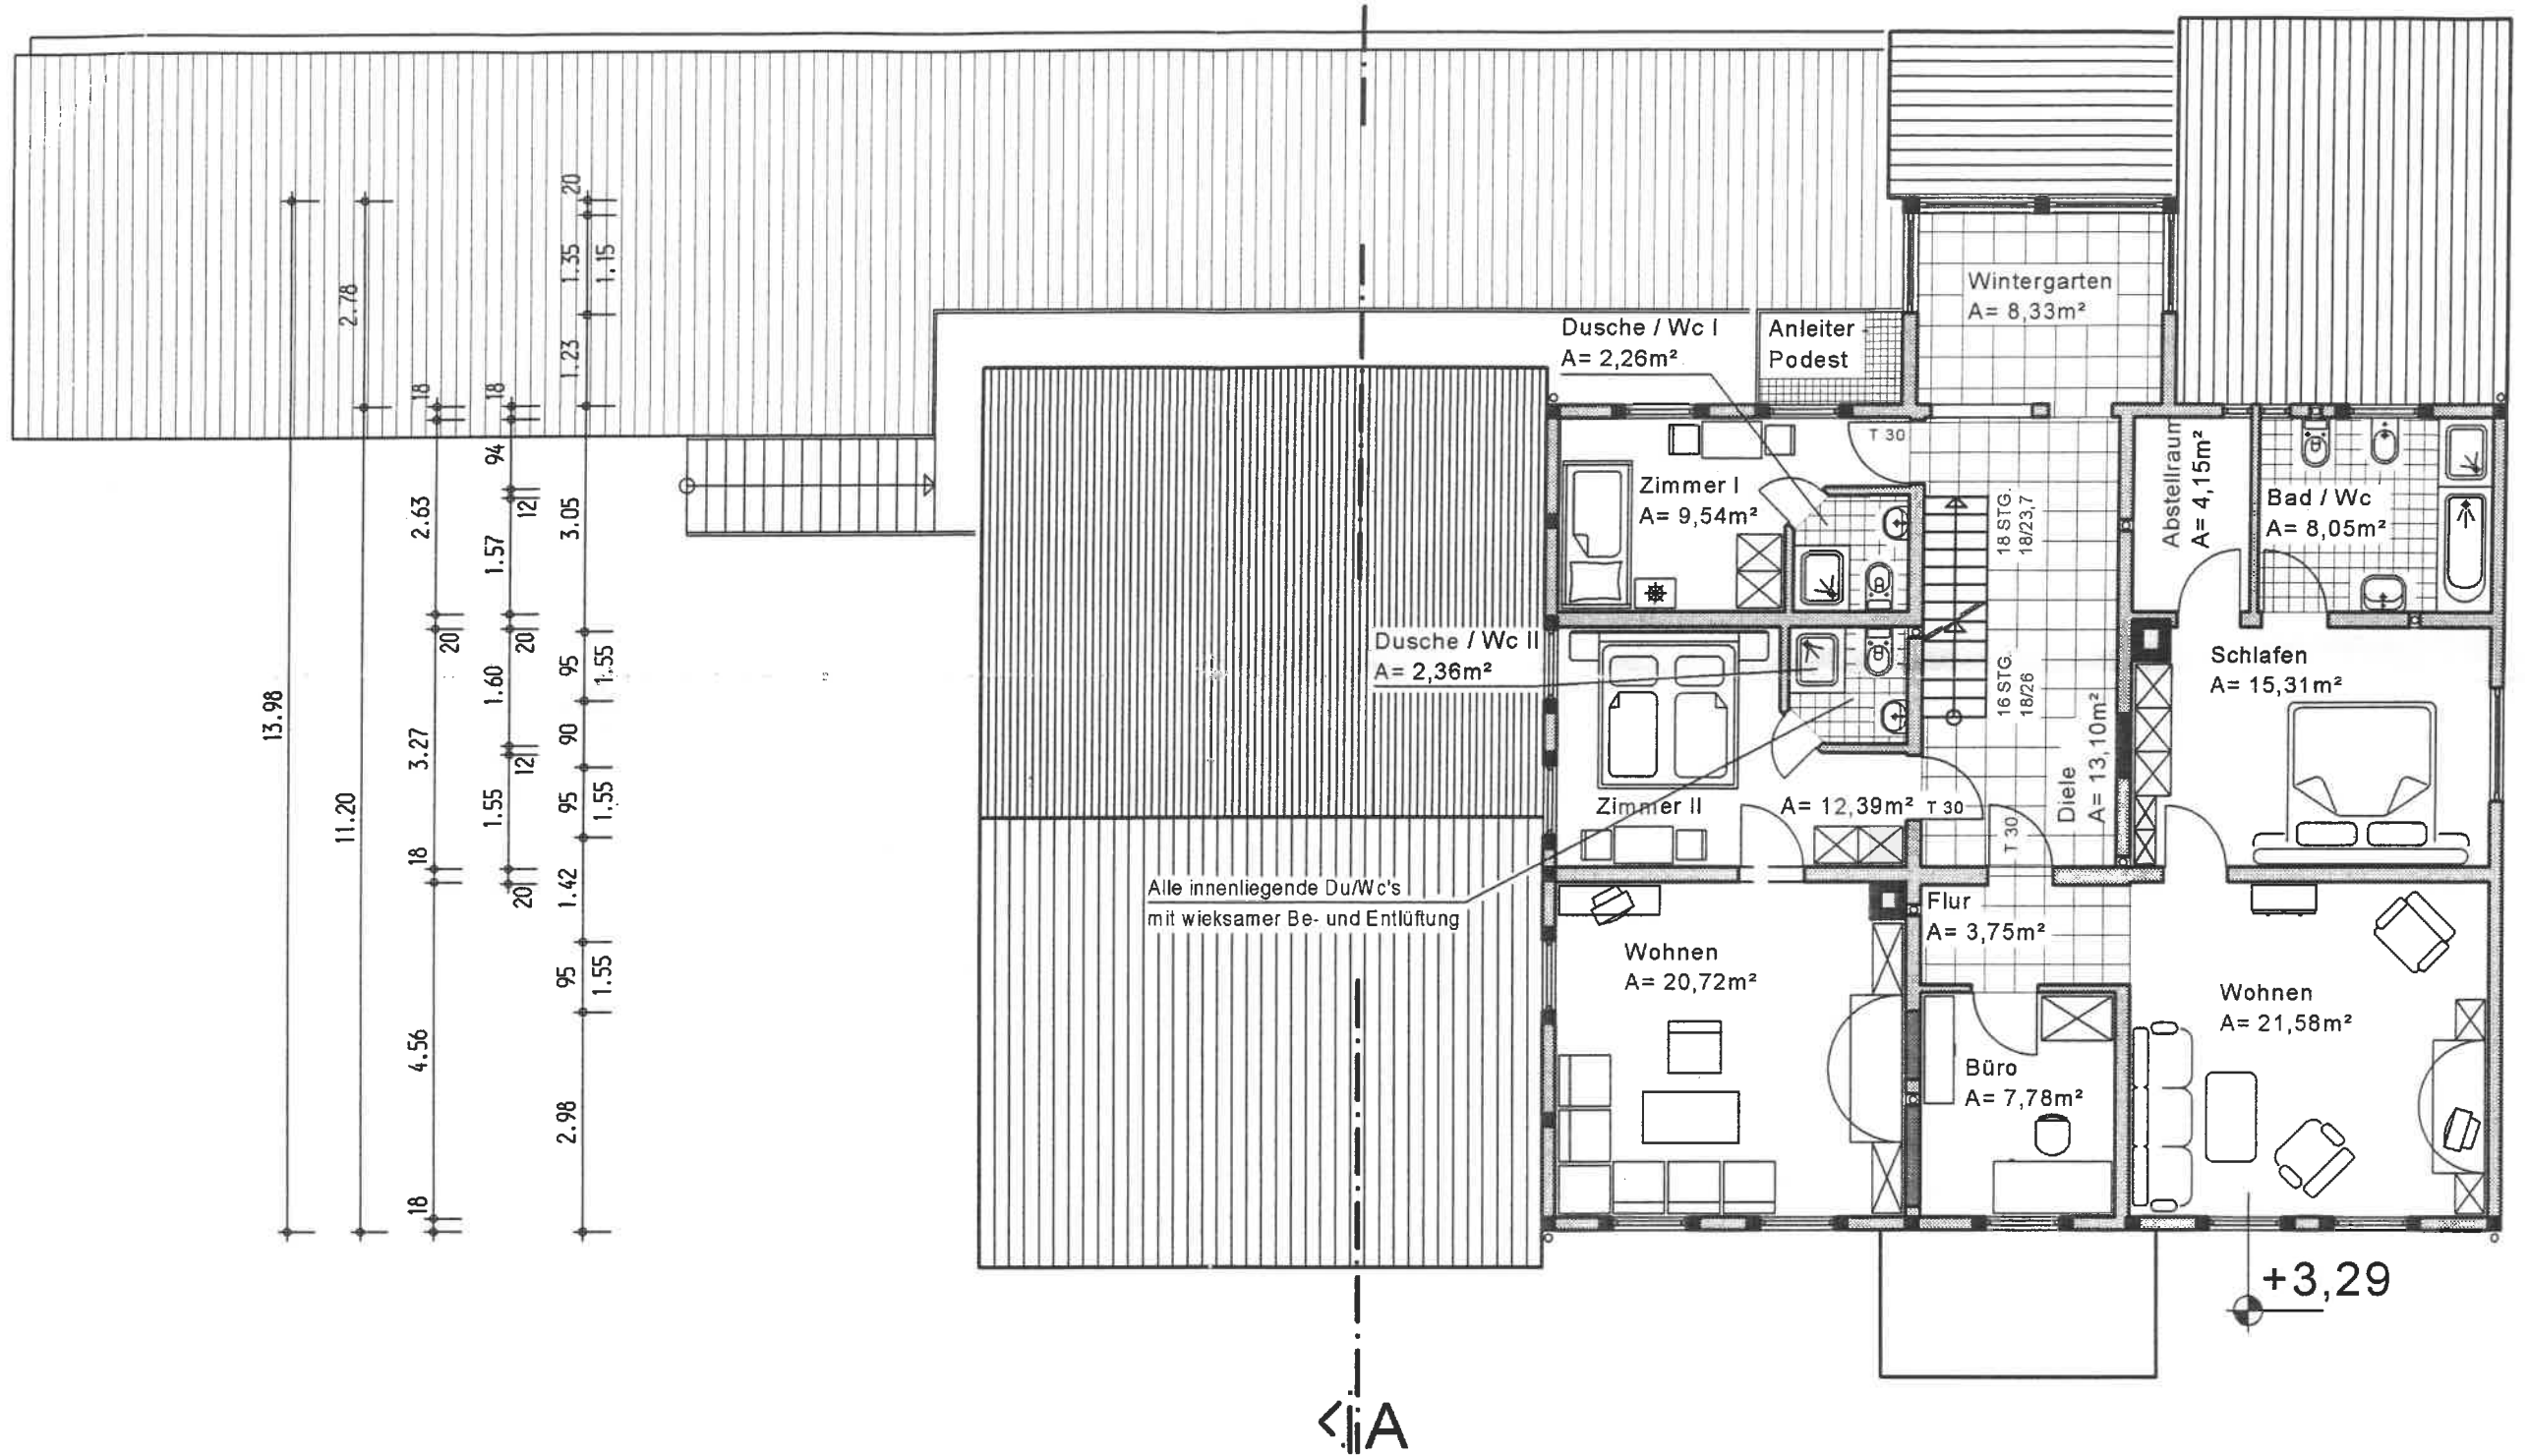 20
1.35
1.15
2.78
1.23
18
18
94
2.63
12
3.05
1.57
20
20
95
1.55
1.60
13.98
90
3.27
12
11.20
95
1.55
1.55
18
20
1.42
95
1.55
4.56
2.98
18
Wintergarten
A= 8,33m²
Dusche / Wc I
A= 2,26m²
Anleiter
Podest
T 30
Zimmer I
A= 9,54m²
18 STG.
18/23,7
Abstellraum
A= 4,15m²
Bad / Wc
A= 8,05m²
Dusche / Wc II
A= 2,36m²
16 STG.
18/26
Schlafen
A= 15,31m²
Zimmer II
A= 12,39m²
T 30
T 30
Diele
A= 13,10m²
Alle innenliegende Du/Wc's
mit wieksamer Be- und Entlüftung
Flur
A= 3,75m²
Wohnen
A= 20,72m²
Wohnen
A= 21,58m²
Büro
A= 7,78m²
+3,29
A